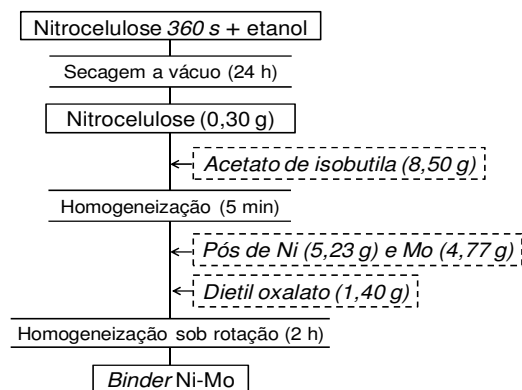 Nitrocelulose 360 s + etanol
Secagem a vácuo (24 h)
Nitrocelulose (0,30 g)
Acetato de isobutila (8,50 g)
Homogeneização (5 min)
Pós de Ni (5,23 g) e Mo (4,77 g)
Dietil oxalato (1,40 g)
Homogeneização sob rotação (2 h)
Binder Ni-Mo